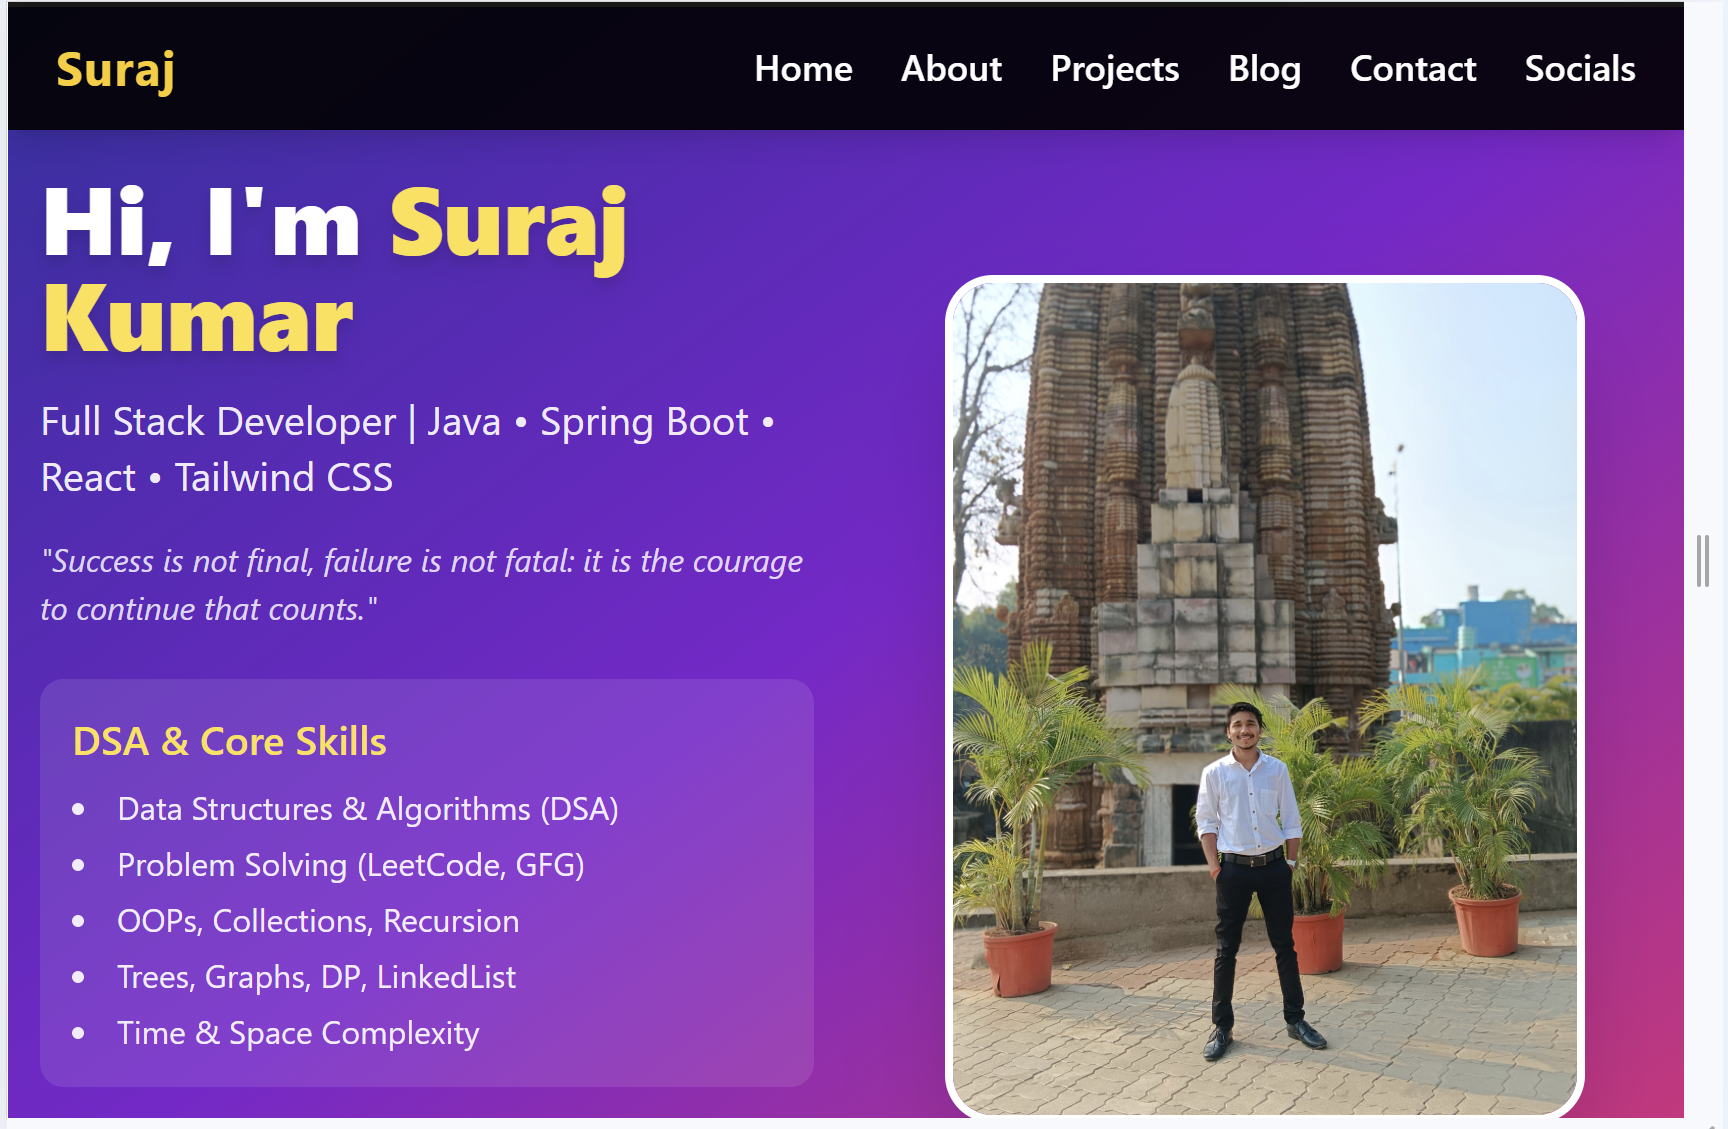 Suraj
Home About Projects Blog Contact Socials
Hi, I'm Suraj
Kumar
Full Stack Developer | Java • Spring Boot •
React • Tailwind CSS
"Success is not final, failure is not fatal: it is the courage
to continue that counts."
DSA & Core Skills
• Data Structures & Algorithms (DSA)
• Problem Solving (LeetCode, GFG)
• OOPs, Collections, Recursion
• Trees, Graphs, DP, LinkedList
• Time & Space Complexity